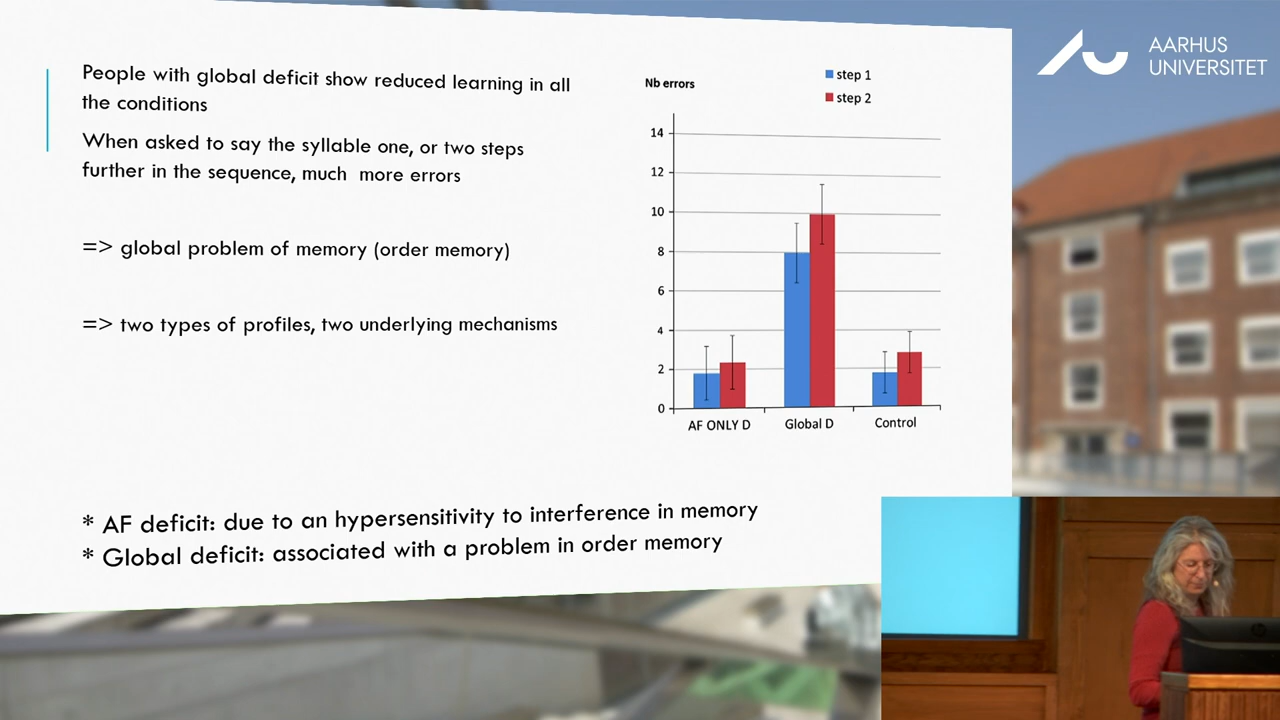 People with global deficit show reduced learning in all
the conditions
When asked to say the syllable one, or two steps
further in the sequence, much more errors
=> global problem of memory (order memory)
=> two types of profiles, two underlying mechanisms
Nb errors
step 1
step 2
14
12
10
8
6
4
2
0
AF ONLY D
Global D
Control
* AF deficit: due to an hypersensitivity to interference in memory
* Global deficit: associated with a problem in order memory
AARHUS
UNIVERSITET